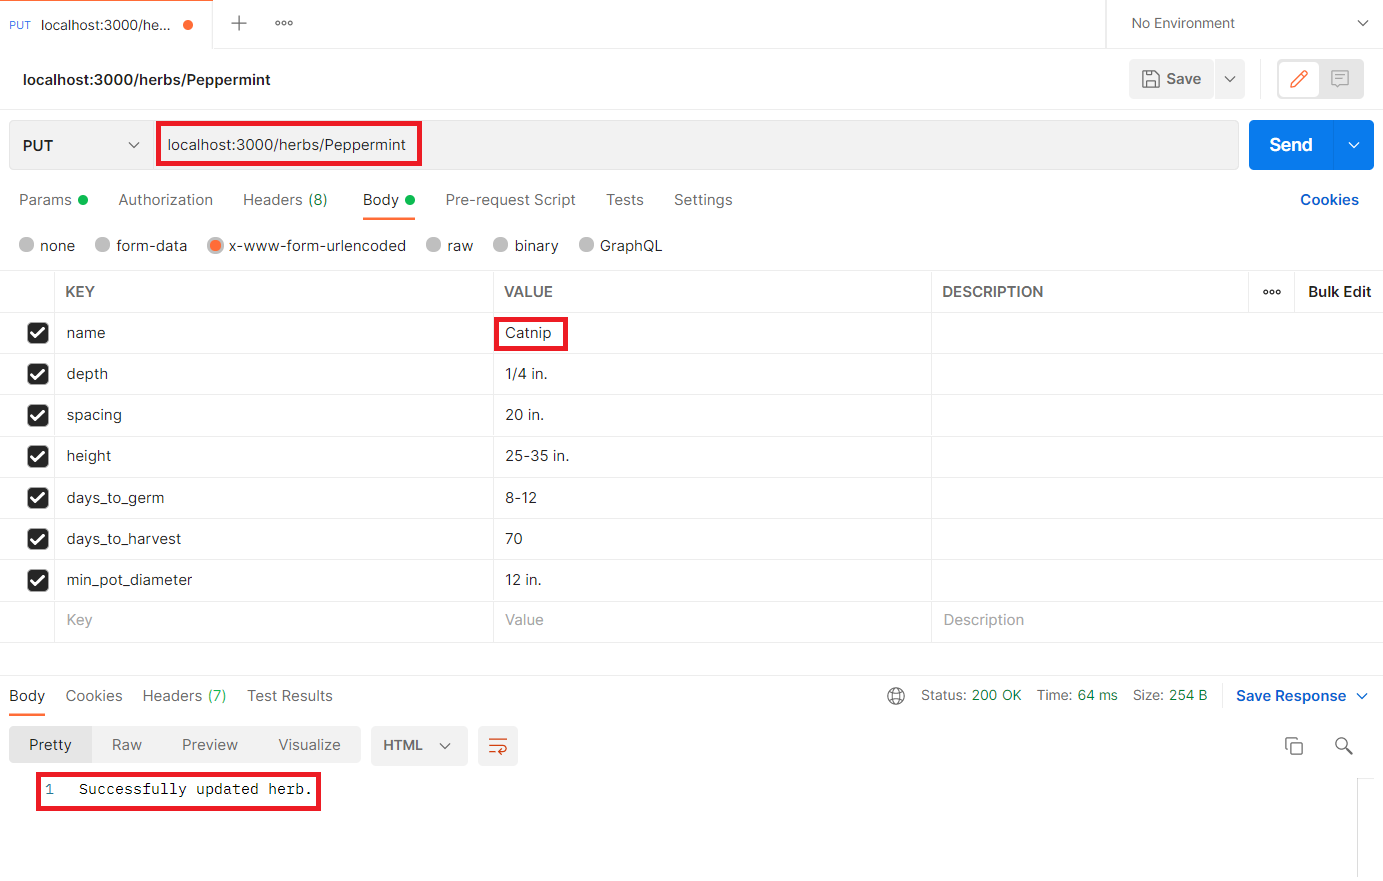 PUT localhost:3000/he...
No Environment
localhost:3000/herbs/Peppermint
Save
PUT localhost:3000/herbs/Peppermint
Send
Params Authorization Headers (8) Body Pre-request Script Tests Settings Cookies
none form-data x-www-form-urlencoded raw binary GraphQL
KEY VALUE DESCRIPTION Bulk Edit
name Catnip
depth 1/4 in.
spacing 20 in.
height 25-35 in.
days_to_germ 8-12
days_to_harvest 70
min_pot_diameter 12 in.
Key Value Description
Body Cookies Headers (7) Test Results Status: 200 OK Time: 64 ms Size: 254 B Save Response
Pretty Raw Preview Visualize HTML
1 Successfully updated herb.